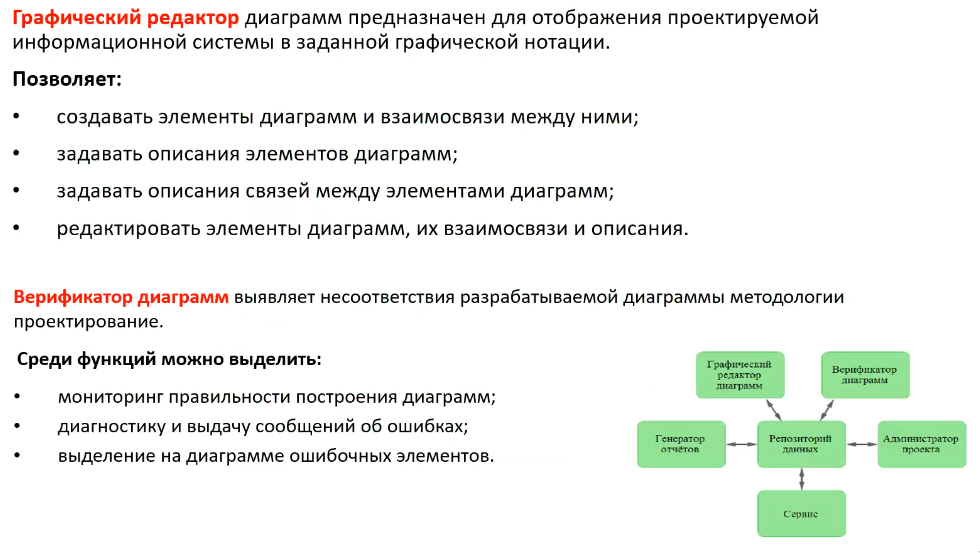 Графический редактор диаграмм предназначен для отображения проектируемой
информационной системы в заданной графической нотации.
Позволяет:
• создавать элементы диаграмм и взаимосвязи между ними;
• задавать описания элементов диаграмм;
• задавать описания связей между элементами диаграмм;
• редактировать элементы диаграмм, их взаимосвязи и описания.
Верификатор диаграмм выявляет несоответствия разрабатываемой диаграммы методологии
проектирование.
Среди функций можно выделить:
• мониторинг правильности построения диаграмм;
• диагностику и выдачу сообщений об ошибках;
• выделение на диаграмме ошибочных элементов.
Графический
редактор
диаграмм
Верификатор
диаграмм
Генератор
отчётов
Репозиторий
данных
Администратор
проекта
Сервис